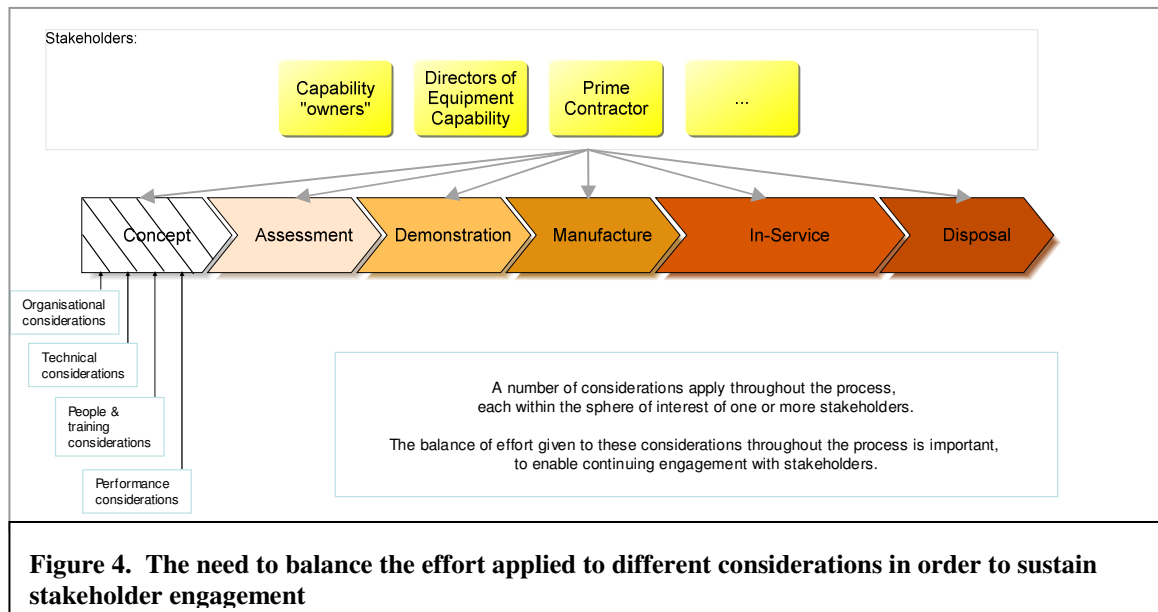 Stakeholders:
Capability
"owners"
Directors of
Equipment
Capability
Prime
Contractor
...
Concept
Assessment
Demonstration
Manufacture
In-Service
Disposal
Organisational
considerations
Technical
considerations
People &
training
considerations
Performance
considerations
A number of considerations apply throughout the process,
each within the sphere of interest of one or more stakeholders.
The balance of effort given to these considerations throughout the process is important,
to enable continuing engagement with stakeholders.
Figure 4.  The need to balance the effort applied to different considerations in order to sustain
stakeholder engagement